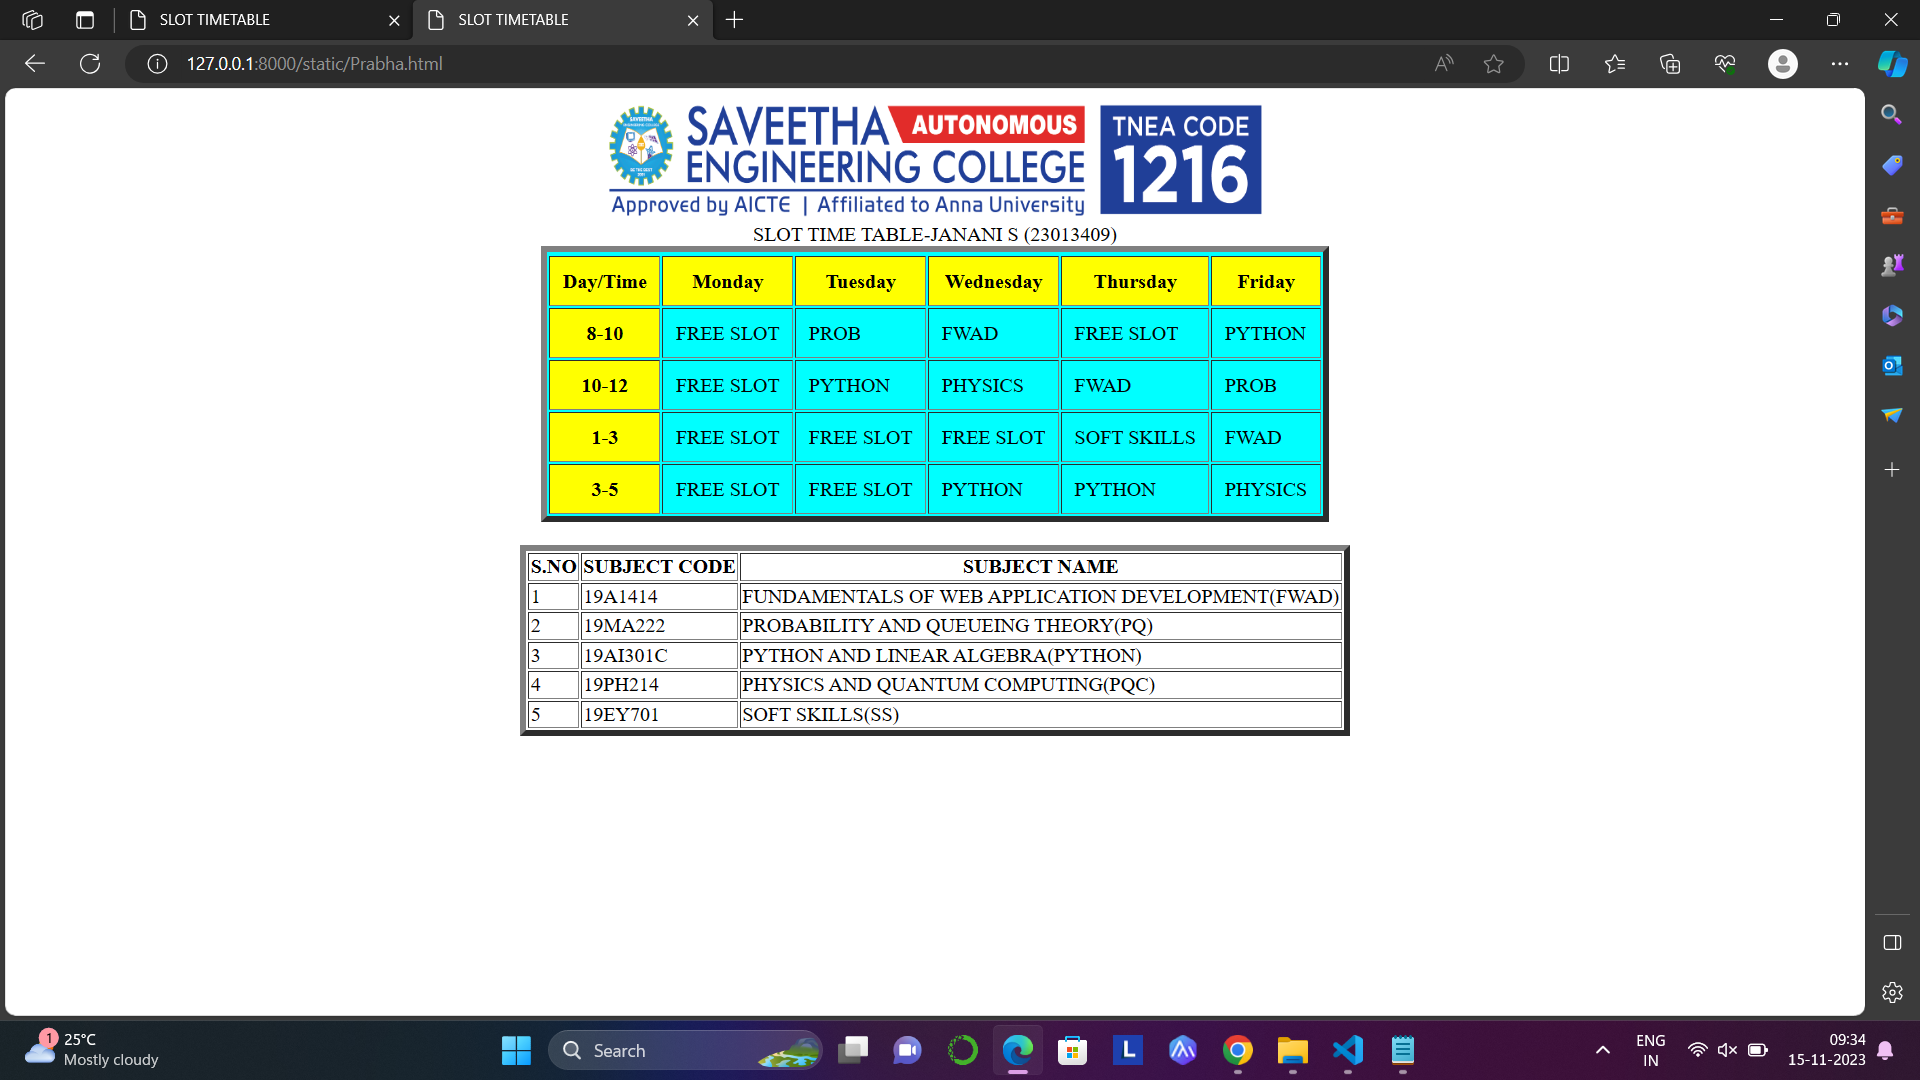 SLOT TIMETABLE
SLOT TIMETABLE
127.0.0.1:8000/static/Prabha.html
SAVEETHA AUTONOMOUS
ENGINEERING COLLEGE
Approved by AICTE | Affiliated to Anna University
TNEA CODE
1216
SLOT TIME TABLE-JANANI S (23013409)
Day/Time Monday Tuesday Wednesday Thursday Friday
8-10 FREE SLOT PROB FWAD FREE SLOT PYTHON
10-12 FREE SLOT PYTHON PHYSICS FWAD PROB
1-3 FREE SLOT FREE SLOT FREE SLOT SOFT SKILLS FWAD
3-5 FREE SLOT FREE SLOT PYTHON PYTHON PHYSICS
S.NO SUBJECT CODE SUBJECT NAME
1 19A1414 FUNDAMENTALS OF WEB APPLICATION DEVELOPMENT(FWAD)
2 19MA222 PROBABILITY AND QUEUEING THEORY(PQ)
3 19AI301C PYTHON AND LINEAR ALGEBRA(PYTHON)
4 19PH214 PHYSICS AND QUANTUM COMPUTING(PQC)
5 19EY701 SOFT SKILLS(SS)
1
25°C
Mostly cloudy
Search
L
ENG
IN
09:34
15-11-2023